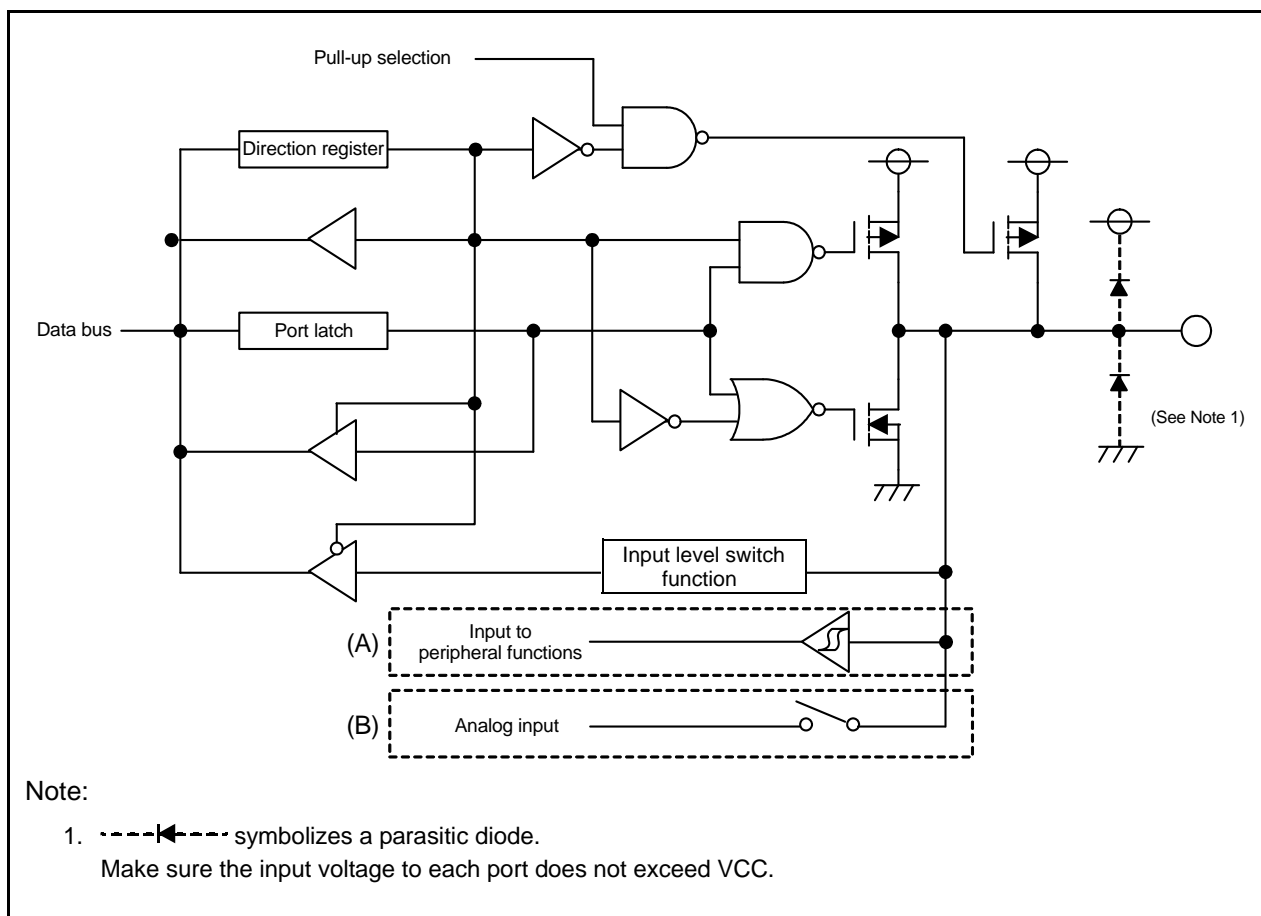 Pull-up selection
Direction register
Data bus
Port latch
(See Note 1)
Input level switch
function
(A)
Input to
peripheral functions
(B)
Analog input
Note:
1. symbolizes a parasitic diode.
Make sure the input voltage to each port does not exceed VCC.